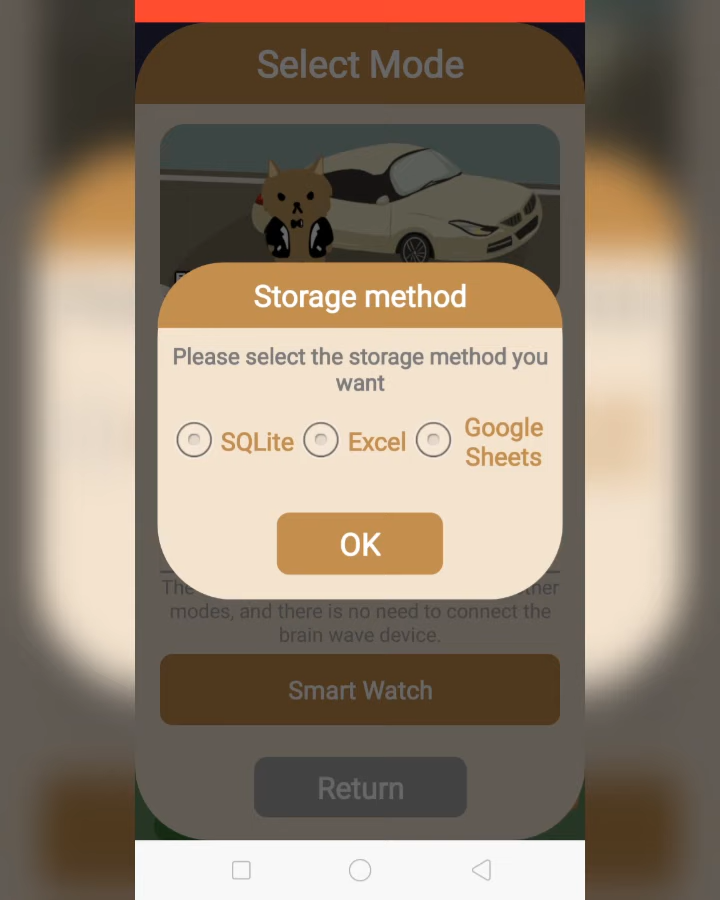 Select Mode
Storage method
Please select the storage method you
want
SQLite
Excel
Google
Sheets
OK
The
modes, and there is no need to connect the
brain wave device.
Smart Watch
Return